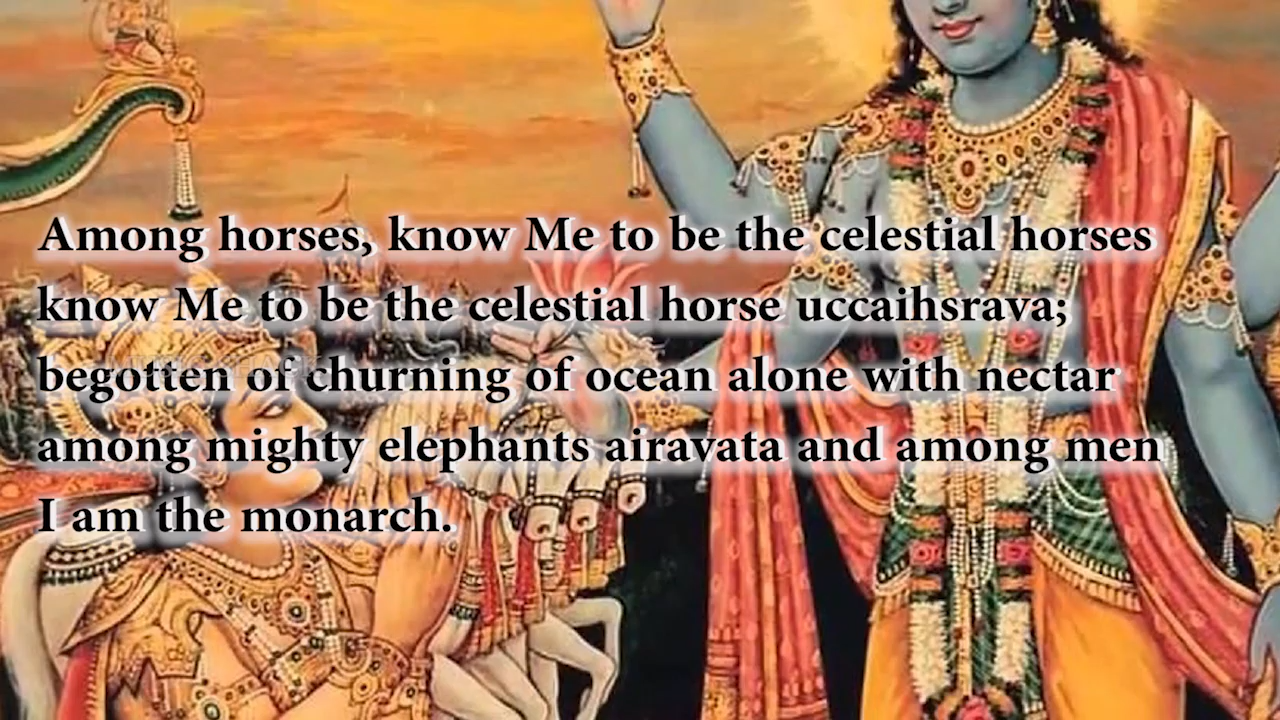 Among horses, know Me to be the celestial horses
know Me to be the celestial horse uccaihsrava;
begotten of churning of ocean alone with nectar
among mighty elephants airavata and among men
I am the monarch.